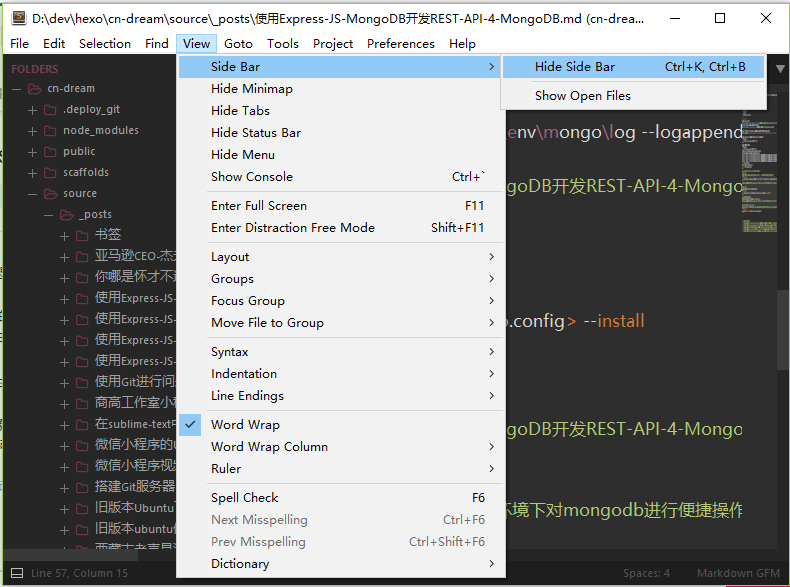 D:\dev\hexo\cn-dream\source\_posts\使用Express-JS-MongoDB开发REST-API-4-MongoDB.md (cn-drea...
File Edit Selection Find View Goto Tools Project Preferences Help
FOLDERS
cn-dream
.deploy_git
node_modules
public
scaffolds
source
_posts
书签
亚马逊CEO-杰
你哪是怀才不
使用Express-JS-
使用Express-JS-
使用Express-JS-
使用Express-JS-
使用Git进行问
商高工作室小
在sublime-text
微信小程序的
微信小程序视
搭建Git服务器
旧版本Ubuntu
旧版本ubuntu
Side Bar
Hide Minimap
Hide Tabs
Hide Status Bar
Hide Menu
Show Console Ctrl+`
Enter Full Screen F11
Enter Distraction Free Mode Shift+F11
Layout
Groups
Focus Group
Move File to Group
Syntax
Indentation
Line Endings
Word Wrap
Word Wrap Column
Ruler
Spell Check F6
Next Misspelling Ctrl+F6
Prev Misspelling Ctrl+Shift+F6
Dictionary
Hide Side Bar Ctrl+K, Ctrl+B
Show Open Files
env\mongo\log --logappend
goDB开发REST-API-4-Mongo
o.config> --install
goDB开发REST-API-4-Mongo
环境下对mongodb进行便捷操作
Line 57, Column 15 Spaces: 4 Markdown GFM